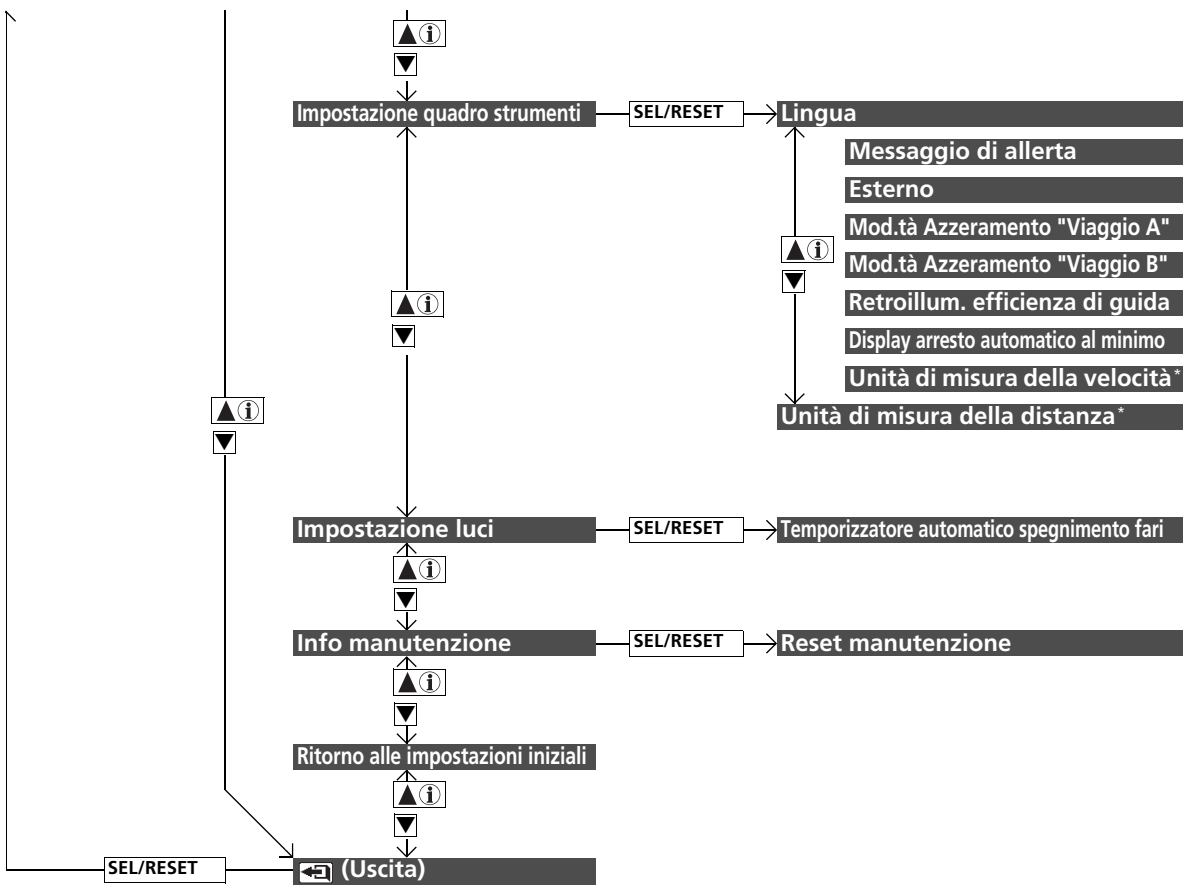 Impostazione quadro strumenti
SEL/RESET
Lingua
Messaggio di allerta
Esterno
Mod.tà Azzeramento "Viaggio A"
Mod.tà Azzeramento "Viaggio B"
Retroillum. efficienza di guida
Display arresto automatico al minimo
Unità di misura della velocità*
Unità di misura della distanza*
Impostazione luci
SEL/RESET
Temporizzatore automatico spegnimento fari
Info manutenzione
SEL/RESET
Reset manutenzione
Ritorno alle impostazioni iniziali
SEL/RESET
(Uscita)